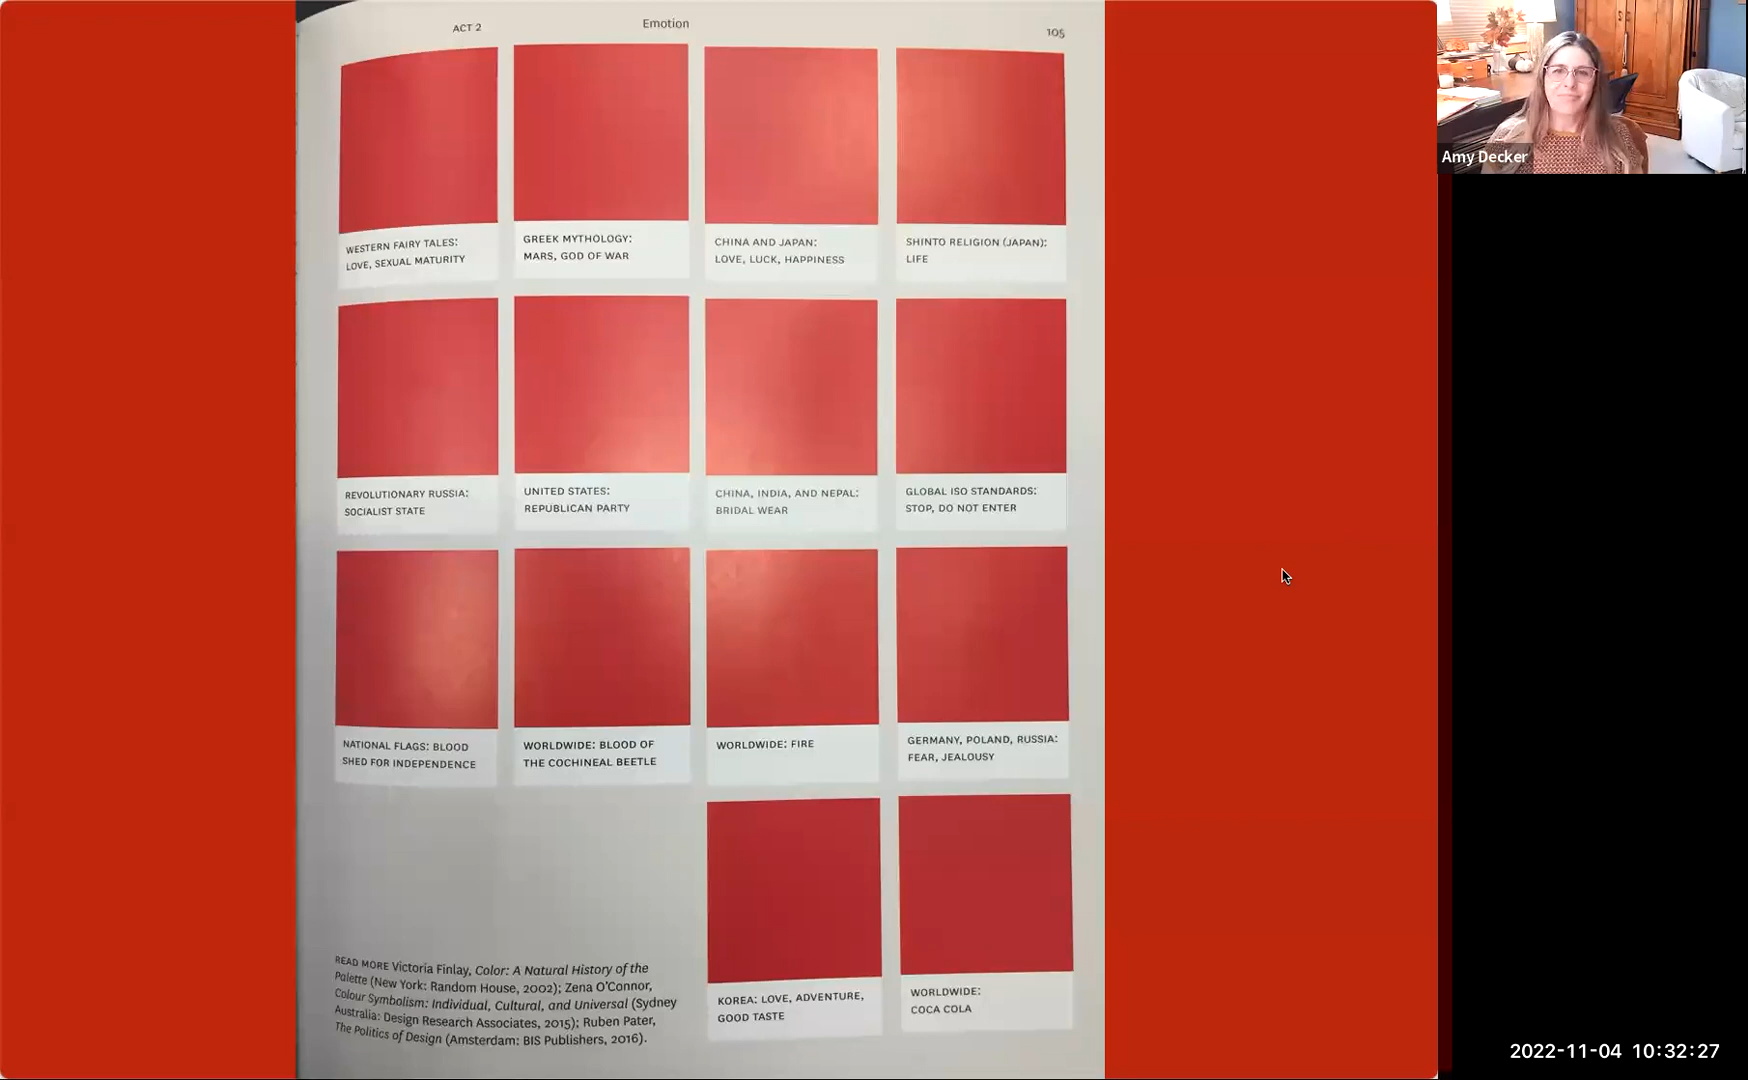 ACT 2
Emotion
105
WESTERN FAIRY TALES:
LOVE, SEXUAL MATURITY
GREEK MYTHOLOGY:
MARS, GOD OF WAR
CHINA AND JAPAN:
LOVE, LUCK, HAPPINESS
SHINTO RELIGION (JAPAN):
LIFE
REVOLUTIONARY RUSSIA:
SOCIALIST STATE
UNITED STATES:
REPUBLICAN PARTY
CHINA, INDIA, AND NEPAL:
BRIDAL WEAR
GLOBAL ISO STANDARDS:
STOP, DO NOT ENTER
NATIONAL FLAGS: BLOOD
SHED FOR INDEPENDENCE
WORLDWIDE: BLOOD OF
THE COCHINEAL BEETLE
WORLDWIDE: FIRE
GERMANY, POLAND, RUSSIA:
FEAR, JEALOUSY
KOREA: LOVE, ADVENTURE,
GOOD TASTE
WORLDWIDE:
COCA COLA
READ MORE Victoria Finlay, Color: A Natural History of the
Palette (New York: Random House, 2002); Zena O'Connor,
Colour Symbolism: Individual, Cultural, and Universal (Sydney
Australia: Design Research Associates, 2015); Ruben Pater,
The Politics of Design (Amsterdam: BIS Publishers, 2016).
Amy Decker
2022-11-04 10:32:27